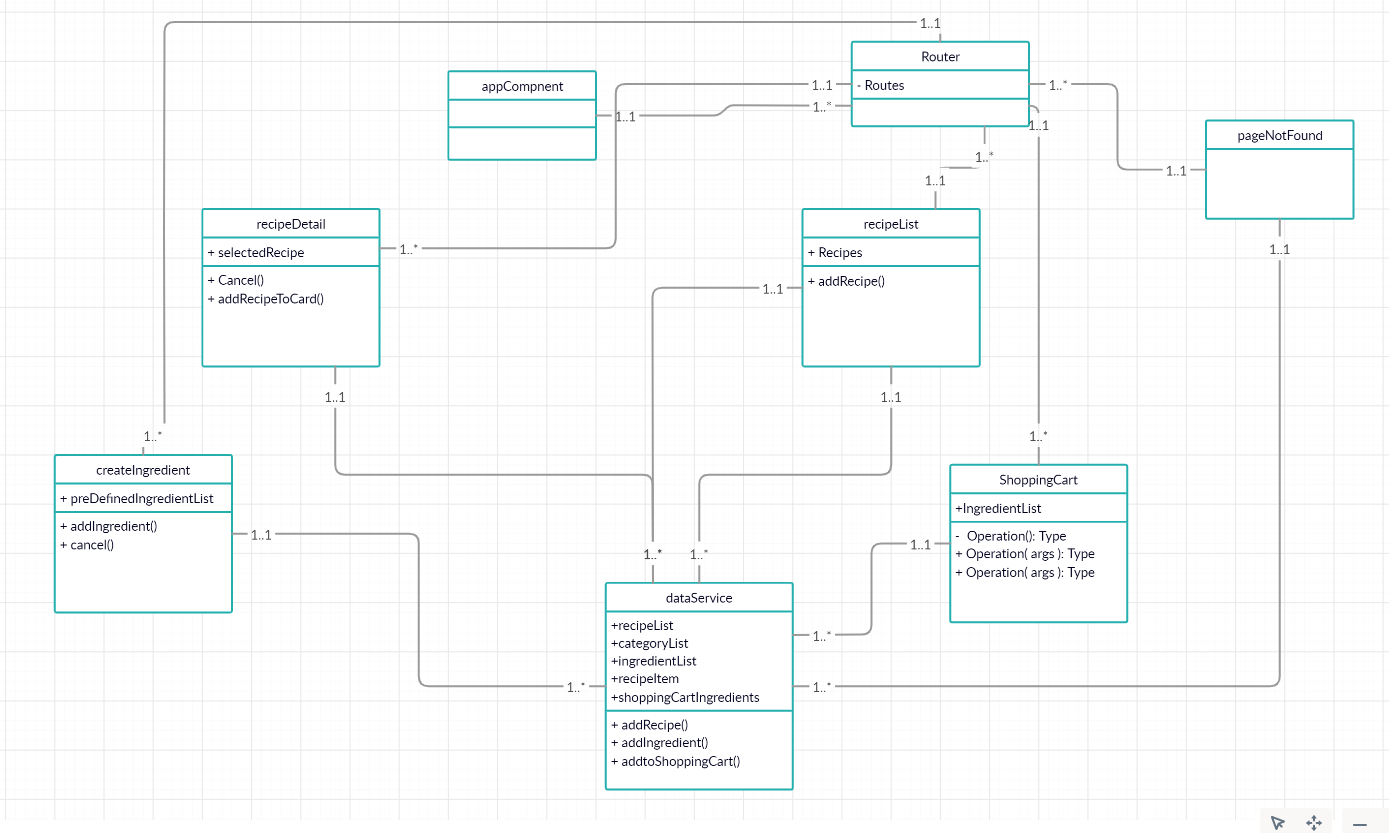 1..1
Router
- Routes
appCompnent
1..1
1..*
1..1
1..*
1..1
pageNotFound
1..1
1..1
1..*
1..1
recipeDetail
+ selectedRecipe
+ Cancel()
+ addRecipeToCard()
1..*
1..1
recipeList
+ Recipes
+ addRecipe()
1..1
1..1
1..*
createIngredient
+ preDefinedIngredientList
+ addIngredient()
+ cancel()
1..1
1..*
ShoppingCart
+IngredientList
-  Operation(): Type
+ Operation( args ): Type
+ Operation( args ): Type
1..1
1..*
1..*
dataService
+recipeList
+categoryList
+ingredientList
+recipeItem
+shoppingCartIngredients
+ addRecipe()
+ addIngredient()
+ addtoShoppingCart()
1..*
1..*
1..*